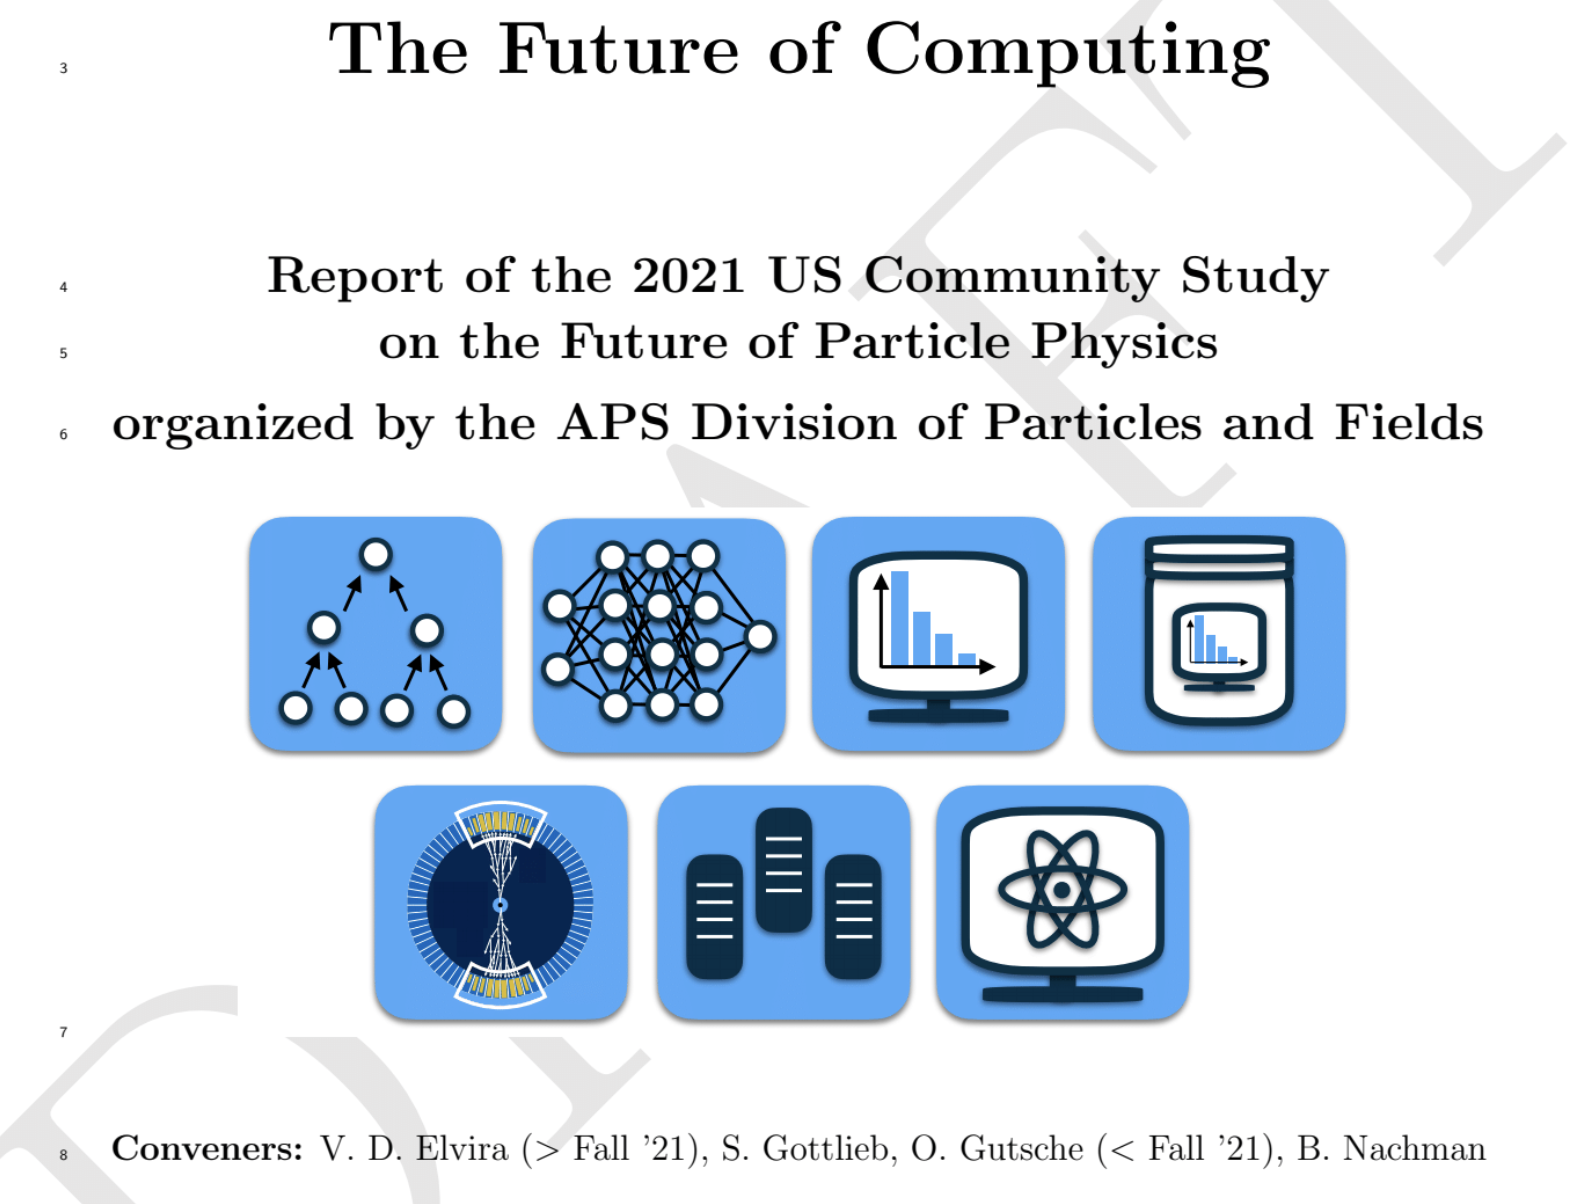 3 The Future of Computing
4 Report of the 2021 US Community Study
5 on the Future of Particle Physics
6 organized by the APS Division of Particles and Fields
7
8 Conveners: V. D. Elvira (> Fall '21), S. Gottlieb, O. Gutsche (< Fall '21), B. Nachman
DRAFT